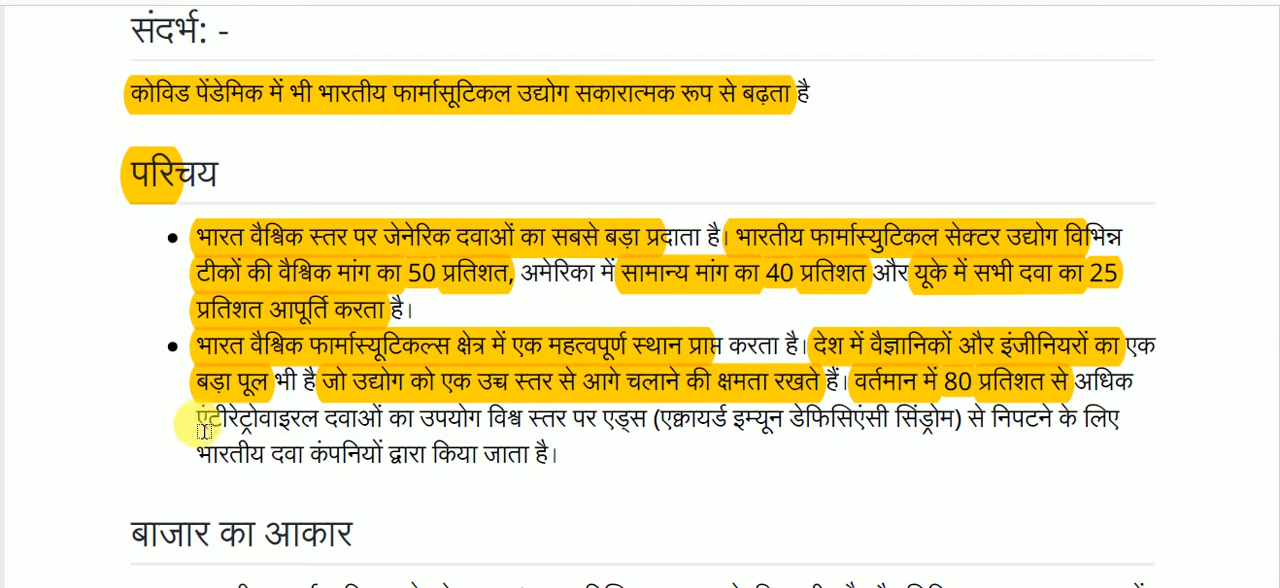 संदर्भ: -
कोविड पेंडेमिक में भी भारतीय फार्मासूटिकल उद्योग सकारात्मक रूप से बढ़ता है
परिचय
भारत वैश्विक स्तर पर जेनेरिक दवाओं का सबसे बड़ा प्रदाता है। भारतीय फार्मास्युटिकल सेक्टर उद्योग विभिन्न
टीकों की वैश्विक मांग का 50 प्रतिशत, अमेरिका में सामान्य मांग का 40 प्रतिशत और यूके में सभी दवा का 25
प्रतिशत आपूर्ति करता है।
भारत वैश्विक फार्मास्यूटिकल्स क्षेत्र में एक महत्वपूर्ण स्थान प्राप्त करता है। देश में वैज्ञानिकों और इंजीनियरों का एक
बड़ा पूल भी है जो उद्योग को एक उच्च स्तर से आगे चलाने की क्षमता रखते हैं। वर्तमान में 80 प्रतिशत से अधिक
एंटीरेट्रोवाइरल दवाओं का उपयोग विश्व स्तर पर एड्स (एक्वायर्ड इम्यून डेफिसिएंसी सिंड्रोम) से निपटने के लिए
भारतीय दवा कंपनियों द्वारा किया जाता है।
बाजार का आकार